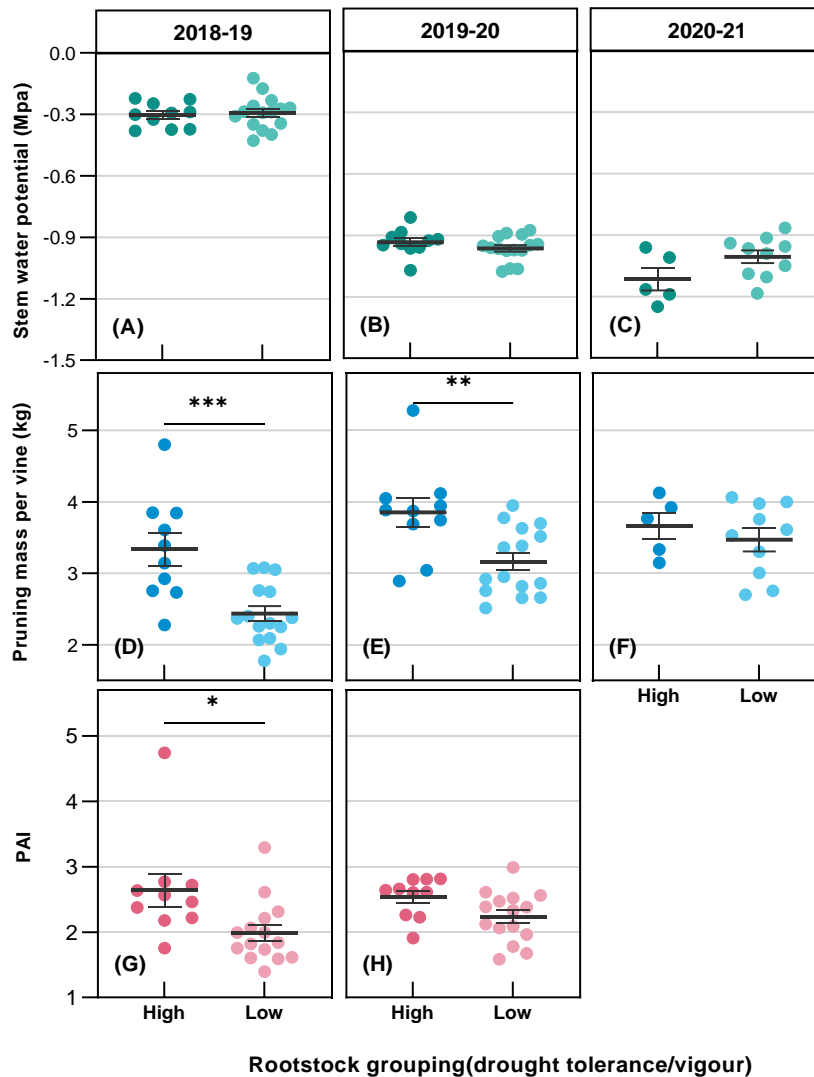 2018-19 2019-20 2020-21
Stem water potential (Mpa)
0.0
-0.3
-0.6
-0.9
-1.2
-1.5
(A) (B) (C)
Pruning mass per vine (kg)
*** **
5
4
3
2
(D) (E) (F)
High Low
PAI
*
5
4
3
2
1
(G) (H)
High Low High Low
Rootstock grouping(drought tolerance/vigour)